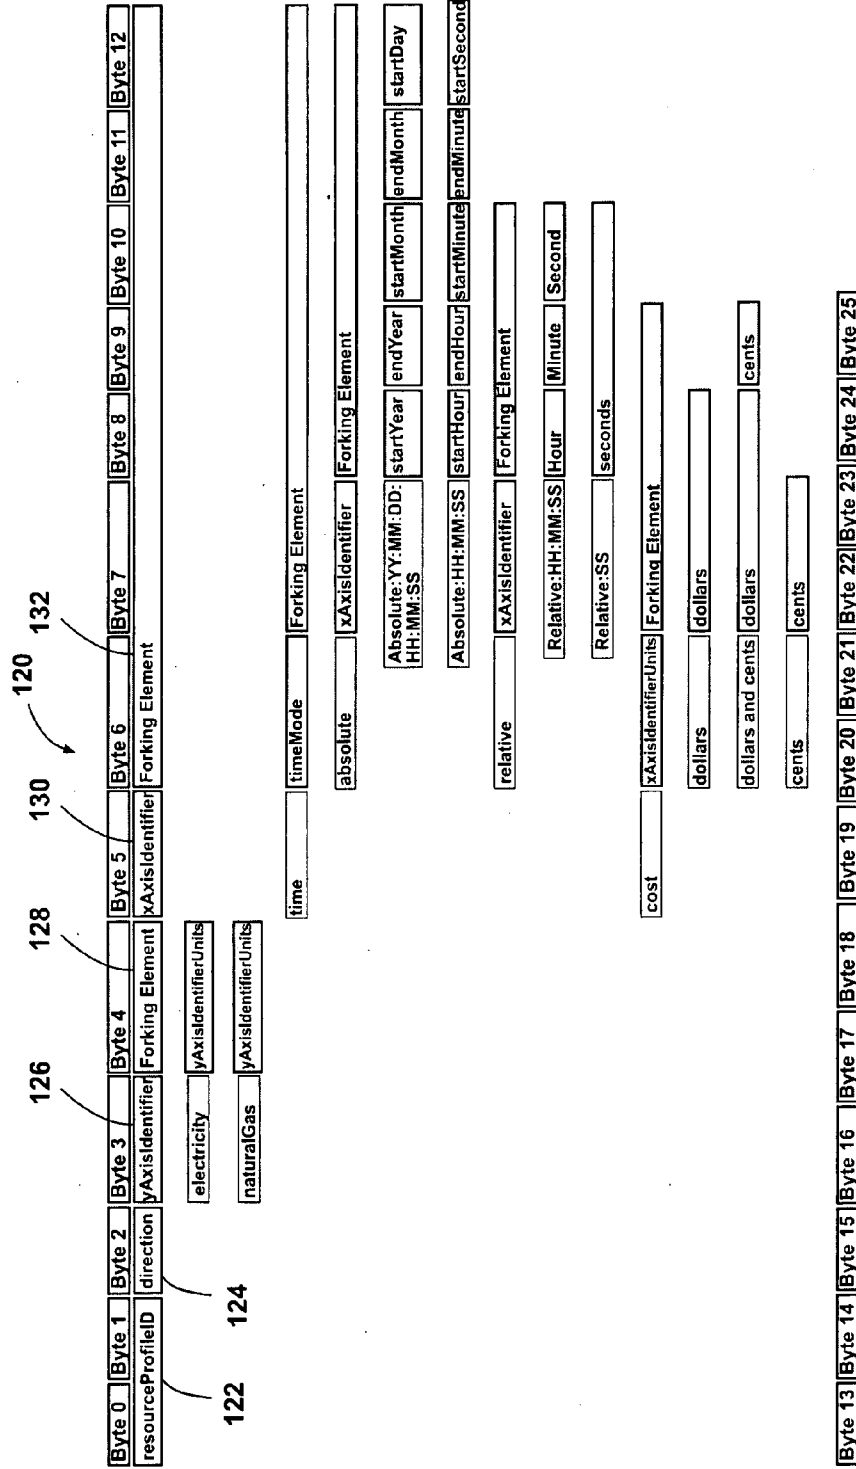 120
126 128 130 132
Byte 0 Byte 1 Byte 2 Byte 3 Byte 4 Byte 5 Byte 6 Byte 7 Byte 8 Byte 9 Byte 10 Byte 11 Byte 12
resourceProfileID direction yAxisIdentifier Forking Element xAxisIdentifier Forking Element
122 124
electricity yAxisIdentifierUnits
naturalGas yAxisIdentifierUnits
time timeMode Forking Element
absolute xAxisIdentifier Forking Element
Absolute:YY:MM:DD: startYear endYear startMonth endMonth startDay
HH:MM:SS
Absolute:HH:MM:SS startHour endHour startMinute endMinute startSecond
relative xAxisIdentifier Forking Element
Relative:HH:MM:SS Hour Minute Second
Relative:SS seconds
cost xAxisIdentifierUnits Forking Element
dollars dollars
dollars and cents dollars cents
cents cents
Byte 13 Byte 14 Byte 15 Byte 16 Byte 17 Byte 18 Byte 19 Byte 20 Byte 21 Byte 22 Byte 23 Byte 24 Byte 25